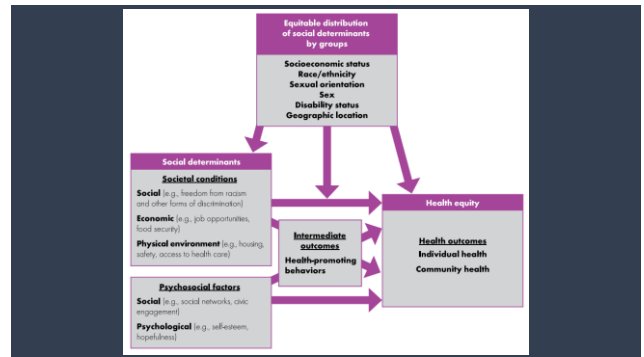 Equitable distribution
of social determinants
by groups
Socioeconomic status
Race/ethnicity
Sexual orientation
Sex
Disability status
Geographic location
Social determinants
Societal conditions
Social (e.g., freedom from racism
and other forms of discrimination)
Economic (e.g., job opportunities,
food security)
Physical environment (e.g., housing,
safety, access to health care)
Psychosocial factors
Social (e.g., social networks, civic
engagement)
Psychological (e.g., self-esteem,
hopefulness)
Intermediate
outcomes
Health-promoting
behaviors
Health equity
Health outcomes
Individual health
Community health